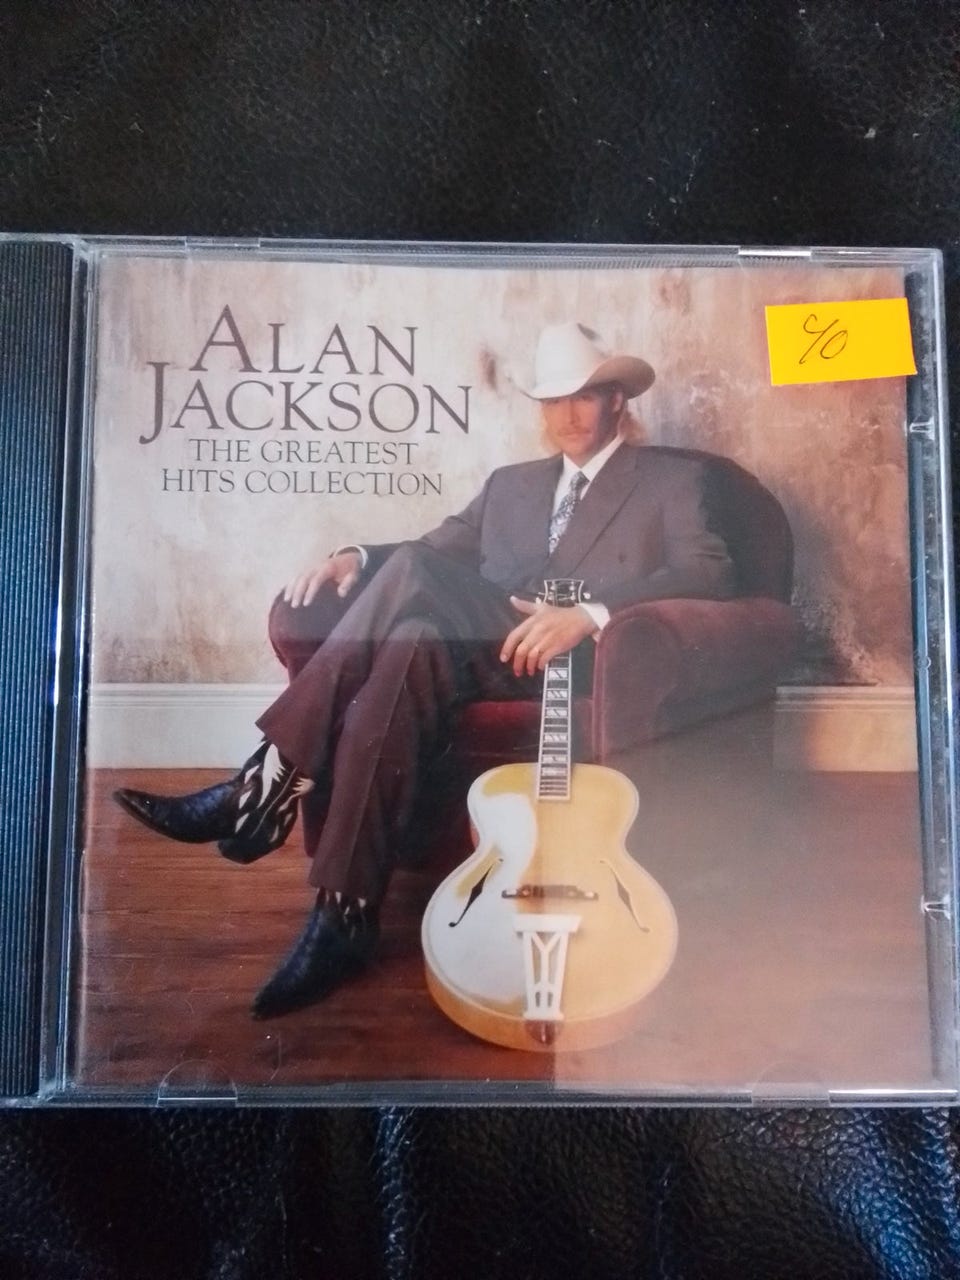 ALAN
JACKSON
THE GREATEST
HITS COLLECTION